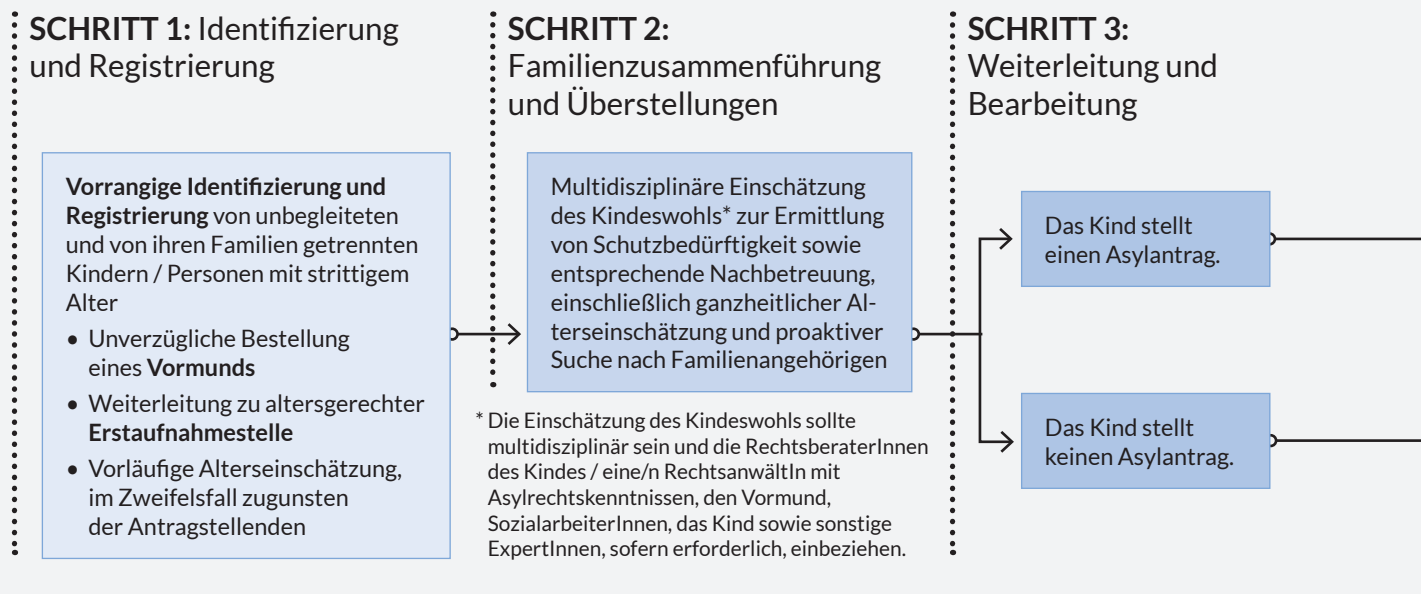 SCHRITT 1: Identifizierung
und Registrierung
Vorrangige Identifizierung und
Registrierung von unbegleiteten
und von ihren Familien getrennten
Kindern / Personen mit strittigem
Alter
• Unverzügliche Bestellung
eines Vormunds
• Weiterleitung zu altersgerechter
Erstaufnahmestelle
• Vorläufige Alterseinschätzung,
im Zweifelsfall zugunsten
der Antragstellenden
SCHRITT 2:
Familienzusammenführung
und Überstellungen
Multidisziplinäre Einschätzung
des Kindeswohls* zur Ermittlung
von Schutzbedürftigkeit sowie
entsprechende Nachbetreuung,
einschließlich ganzheitlicher Al-
terseinschätzung und proaktiver
Suche nach Familienangehörigen
* Die Einschätzung des Kindeswohls sollte
multidisziplinär sein und die RechtsberaterInnen
des Kindes / eine/n RechtsanwältIn mit
Asylrechtskenntnissen, den Vormund,
SozialarbeiterInnen, das Kind sowie sonstige
ExpertInnen, sofern erforderlich, einbeziehen.
SCHRITT 3:
Weiterleitung und
Bearbeitung
Das Kind stellt
einen Asylantrag.
Das Kind stellt
keinen Asylantrag.